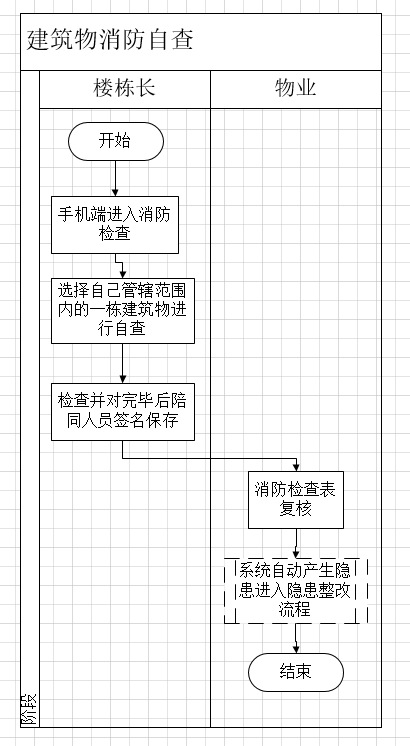 建筑物消防自查
楼栋长
物业
开始
手机端进入消防
检查
选择自己管辖范围
内的一栋建筑物进
行自查
检查并对完毕后陪
同人员签名保存
消防检查表
复核
系统自动产生隐
患进入隐患整改
流程
结束
阶段